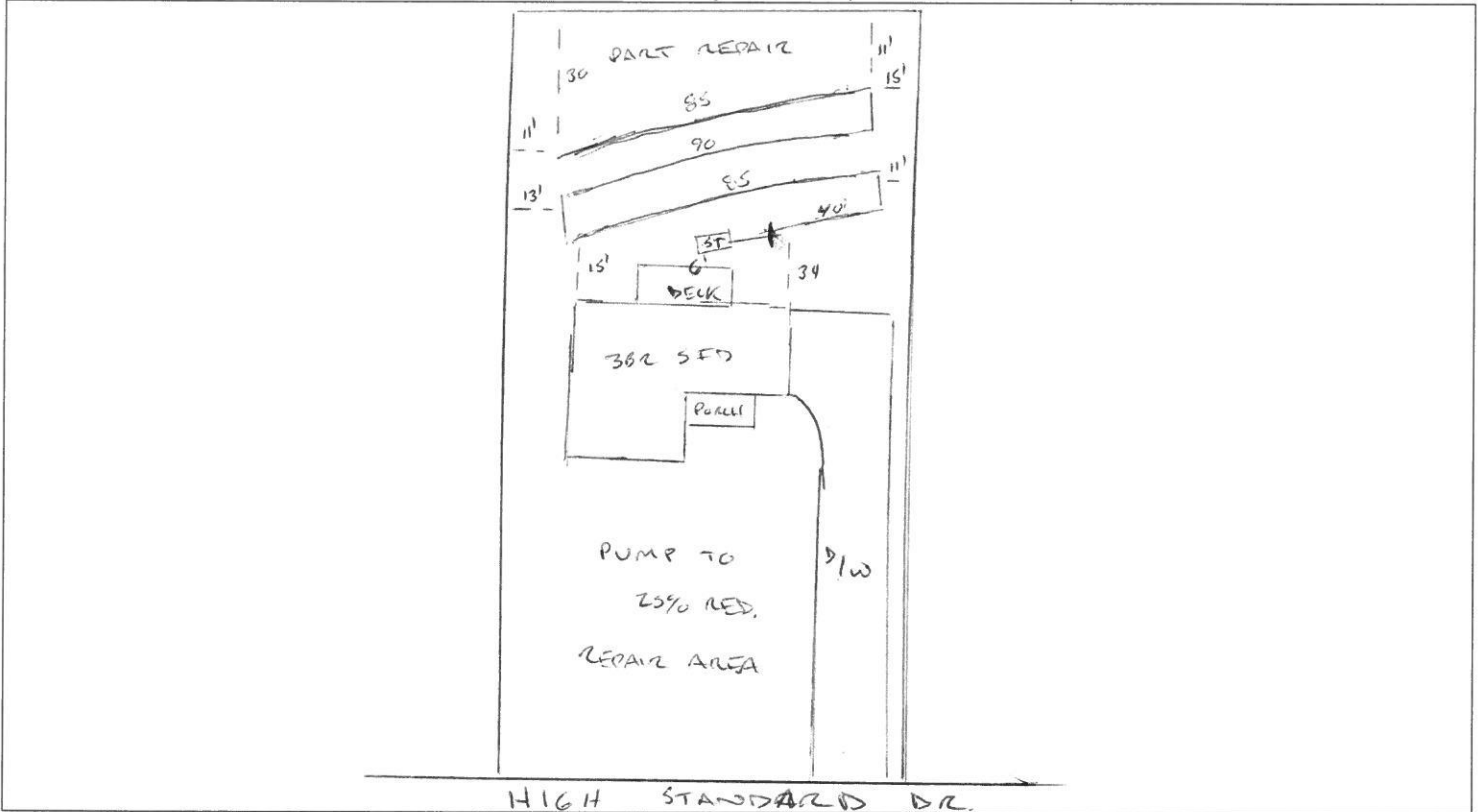 PART REPAIR
30
11'
15'
85
11'
90
13'
85
11'
40'
ST
15'
6'
34
DECK
3BR SFD
PORCH
PUMP TO
D/W
25% RED.
REPAIR AREA
HIGH STANDARD DR.